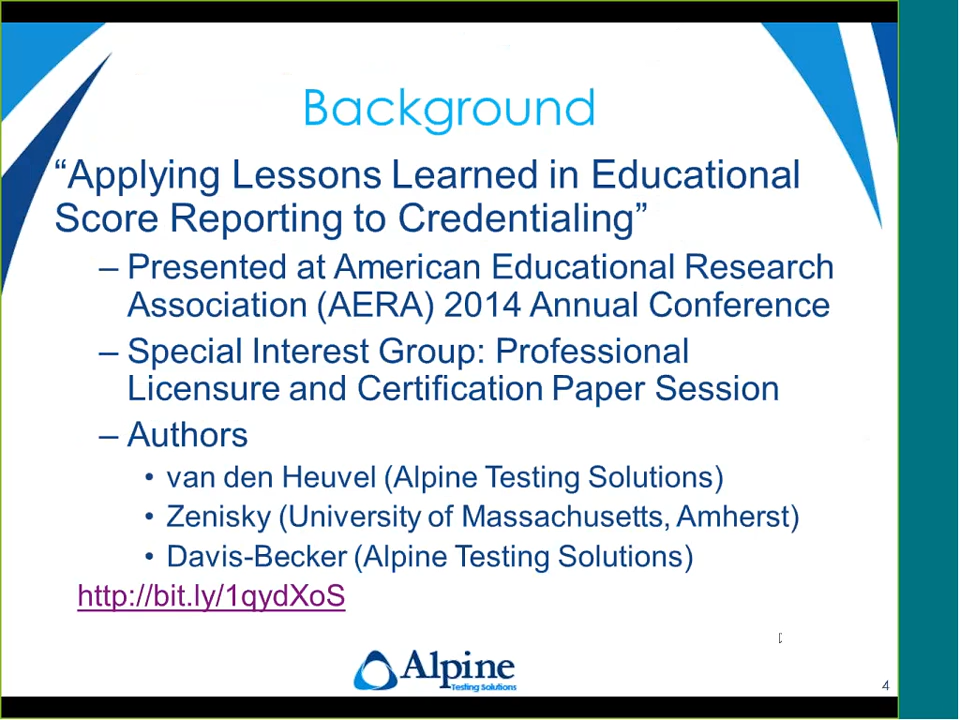 Background
“Applying Lessons Learned in Educational
Score Reporting to Credentialing”
– Presented at American Educational Research
Association (AERA) 2014 Annual Conference
– Special Interest Group: Professional
Licensure and Certification Paper Session
– Authors
• van den Heuvel (Alpine Testing Solutions)
• Zenisky (University of Massachusetts, Amherst)
• Davis-Becker (Alpine Testing Solutions)
http://bit.ly/1qydXoS
Alpine
Testing Solutions
4